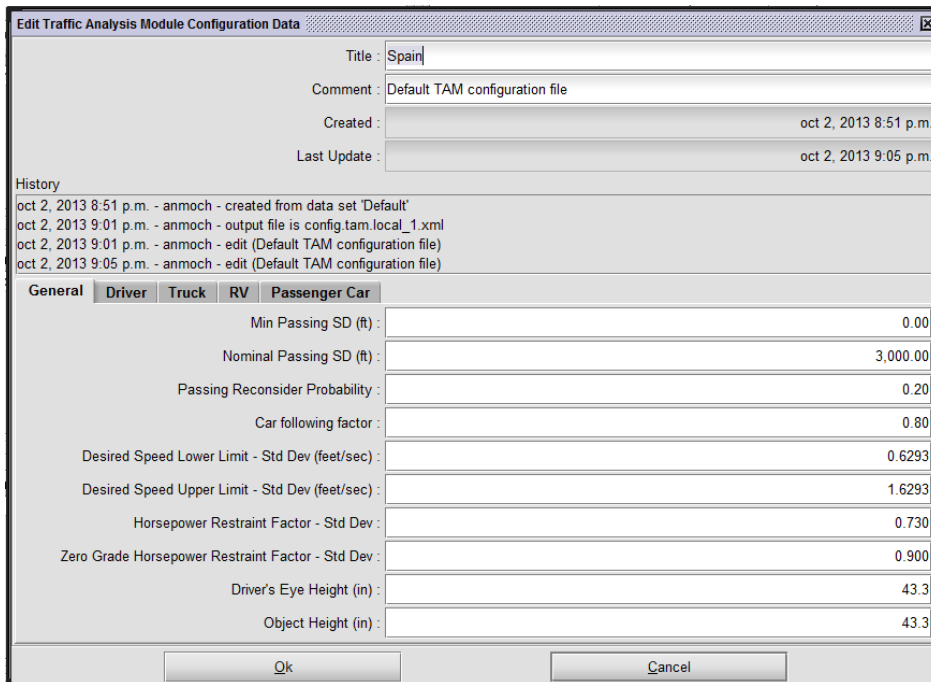 Edit Traffic Analysis Module Configuration Data
Title : Spain
Comment : Default TAM configuration file
Created : oct 2, 2013 8:51 p.m.
Last Update : oct 2, 2013 9:05 p.m.
History
oct 2, 2013 8:51 p.m. - anmoch - created from data set 'Default'
oct 2, 2013 9:01 p.m. - anmoch - output file is config.tam.local_1.xml
oct 2, 2013 9:01 p.m. - anmoch - edit (Default TAM configuration file)
oct 2, 2013 9:05 p.m. - anmoch - edit (Default TAM configuration file)
General Driver Truck RV Passenger Car
Min Passing SD (ft) : 0.00
Nominal Passing SD (ft) : 3,000.00
Passing Reconsider Probability : 0.20
Car following factor : 0.80
Desired Speed Lower Limit - Std Dev (feet/sec) : 0.6293
Desired Speed Upper Limit - Std Dev (feet/sec) : 1.6293
Horsepower Restraint Factor - Std Dev : 0.730
Zero Grade Horsepower Restraint Factor - Std Dev : 0.900
Driver's Eye Height (in) : 43.3
Object Height (in) : 43.3
Ok Cancel